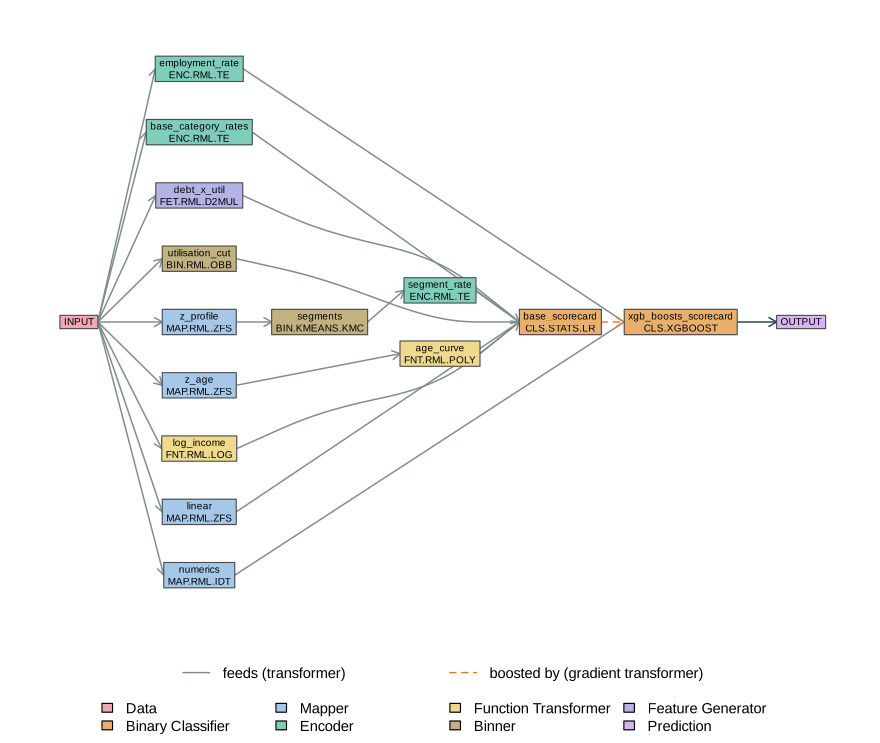 employment_rate
ENC.RML.TE
base_category_rates
ENC.RML.TE
debt_x_util
FET.RML.D2MUL
utilisation_cut
BIN.RML.OBB
segment_rate
ENC.RML.TE
INPUT
z_profile
MAP.RML.ZFS
segments
BIN.KMEANS.KMC
base_scorecard
CLS.STATS.LR
xgb_boosts_scorecard
CLS.XGBOOST
OUTPUT
age_curve
FNT.RML.POLY
z_age
MAP.RML.ZFS
log_income
FNT.RML.LOG
linear
MAP.RML.ZFS
numerics
MAP.RML.IDT
feeds (transformer)
boosted by (gradient transformer)
Data
Mapper
Function Transformer
Feature Generator
Binary Classifier
Encoder
Binner
Prediction